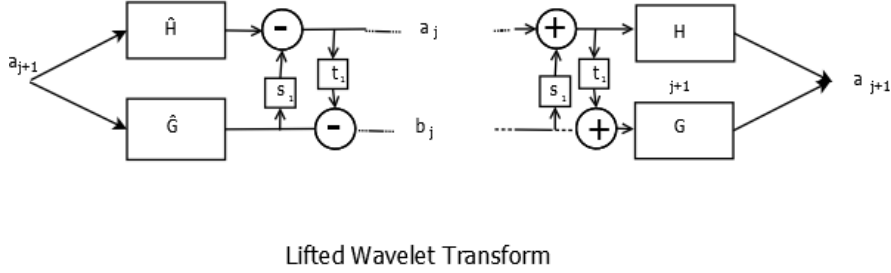 Ĥ - a j + H
a j+1 s 1 t 1 s 1 t 1 j+1 a j+1
Ĝ - b j + G
Lifted Wavelet Transform